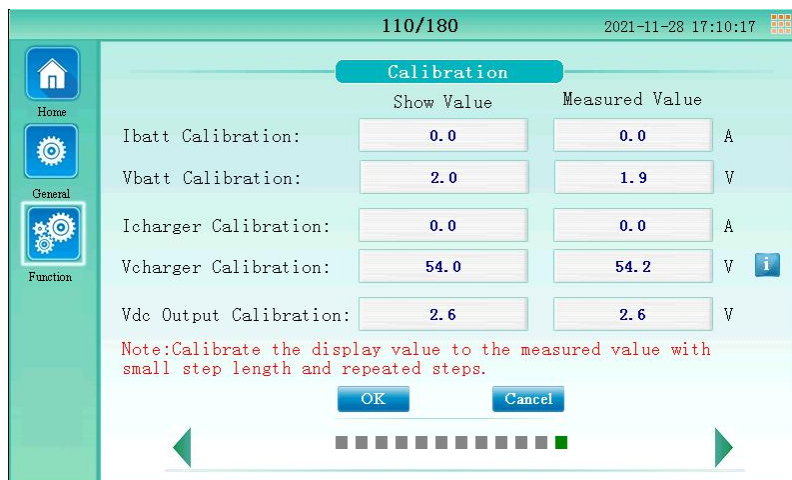 110/180 2021-11-28 17:10:17
Calibration
Show Value Measured Value
Home
Ibatt Calibration: 0.0 0.0 A
Vbatt Calibration: 2.0 1.9 V
General
Icharger Calibration: 0.0 0.0 A
Vcharger Calibration: 54.0 54.2 V i
Function
Vdc Output Calibration: 2.6 2.6 V
Note:Calibrate the display value to the measured value with
small step length and repeated steps.
OK Cancel